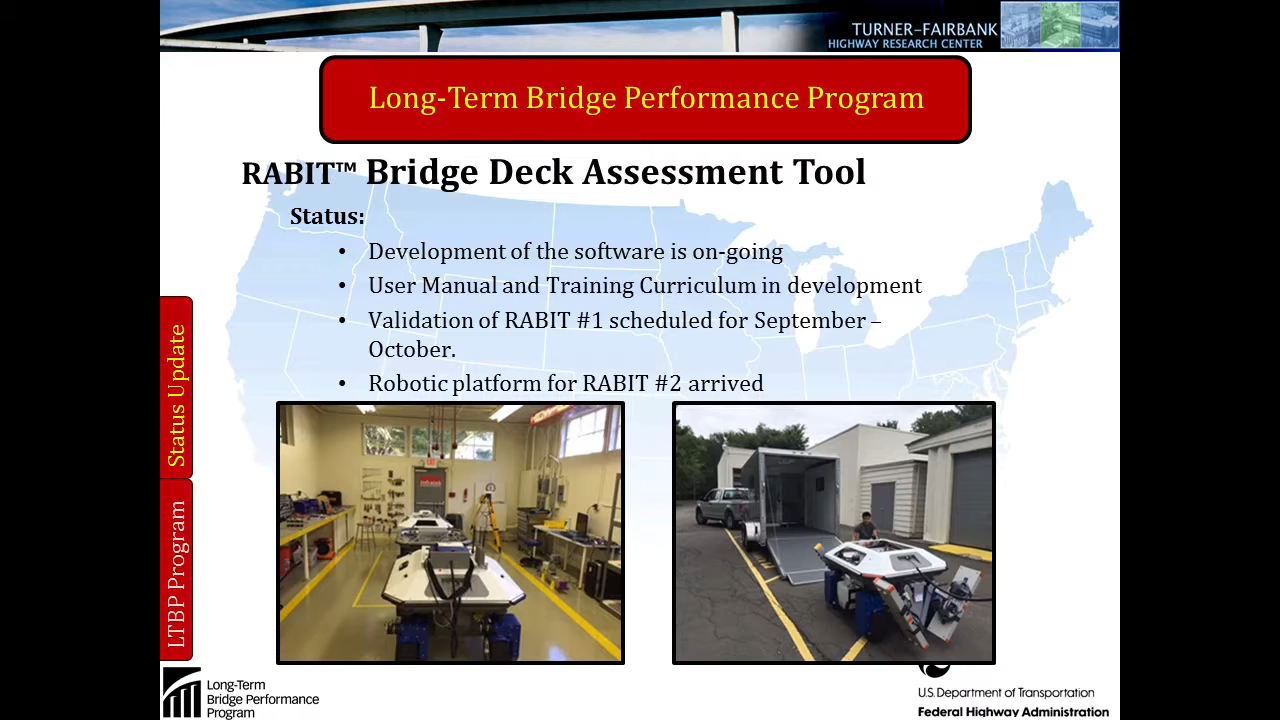 TURNER-FAIRBANK
HIGHWAY RESEARCH CENTER
Long-Term Bridge Performance Program
RABIT™ Bridge Deck Assessment Tool
Status:
• Development of the software is on-going
• User Manual and Training Curriculum in development
• Validation of RABIT #1 scheduled for September –
October.
• Robotic platform for RABIT #2 arrived
Status Update
LTBP Program
Long-Term
Bridge Performance
Program
U.S. Department of Transportation
Federal Highway Administration